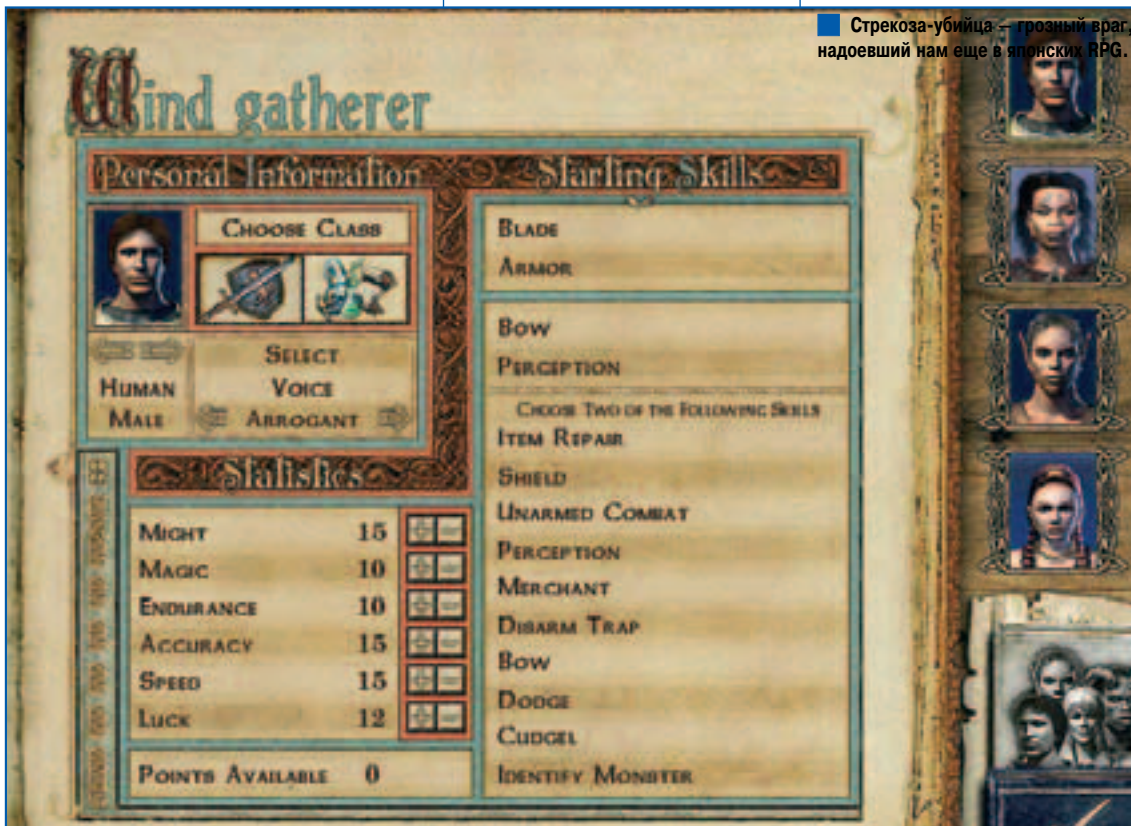 Стрекоза-убийца – грозный враг,
надоевший нам еще в японских RPG.
Wind gatherer
Personal Information
CHOOSE CLASS
SELECT
VOICE
HUMAN
MALE
ARROGANT
Statistics
MIGHT 15
MAGIC 10
ENDURANCE 10
ACCURACY 15
SPEED 15
LUCK 12
POINTS AVAILABLE 0
Starting Skills
BLADE
ARMOR
BOW
PERCEPTION
CHOOSE TWO OF THE FOLLOWING SKILLS
ITEM REPAIR
SHIELD
UNARMED COMBAT
PERCEPTION
MERCHANT
DISARM TRAP
BOW
DODGE
CUDGEL
IDENTIFY MONSTER